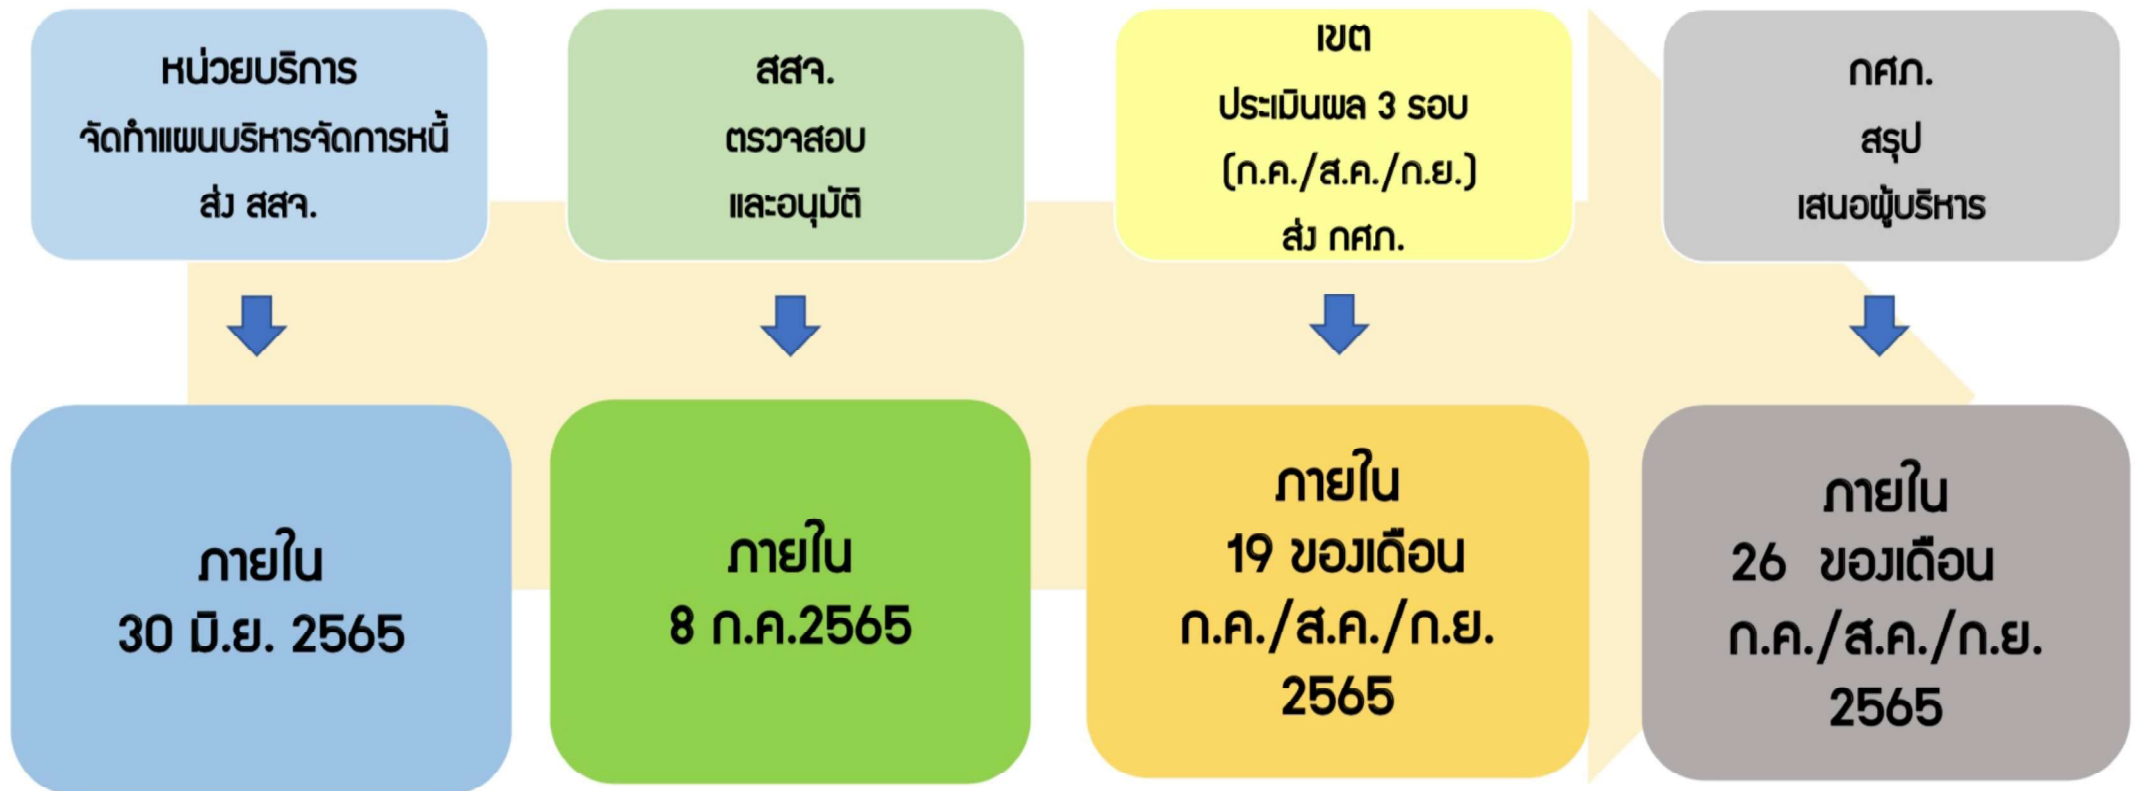 หน่วยบริการ
จัดทำแผนบริหารจัดการหนี้
ส่ง สสจ.
สสจ.
ตรวจสอบ
และอนุมัติ
เขต
ประเมินผล 3 รอบ
(ก.ค./ส.ค./ก.ย.)
ส่ง กศภ.
กศภ.
สรุป
เสนอผู้บริหาร
ภายใน
30 มิ.ย. 2565
ภายใน
8 ก.ค.2565
ภายใน
19 ของเดือน
ก.ค./ส.ค./ก.ย.
2565
ภายใน
26 ของเดือน
ก.ค./ส.ค./ก.ย.
2565